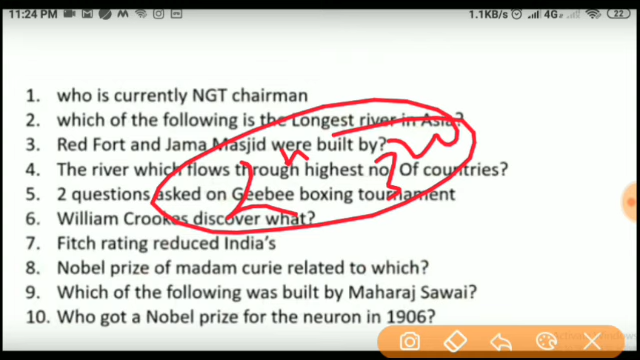 11:24 PM 1.1KB/s 4G 22
1. who is currently NGT chairman
2. which of the following is the Longest river in Asia?
3. Red Fort and Jama Masjid were built by?
4. The river which flows through highest no. Of countries?
5. 2 questions asked on Geebee boxing tournament
6. William Crookes discover what?
7. Fitch rating reduced India's
8. Nobel prize of madam curie related to which?
9. Which of the following was built by Maharaj Sawai?
10. Who got a Nobel prize for the neuron in 1906?